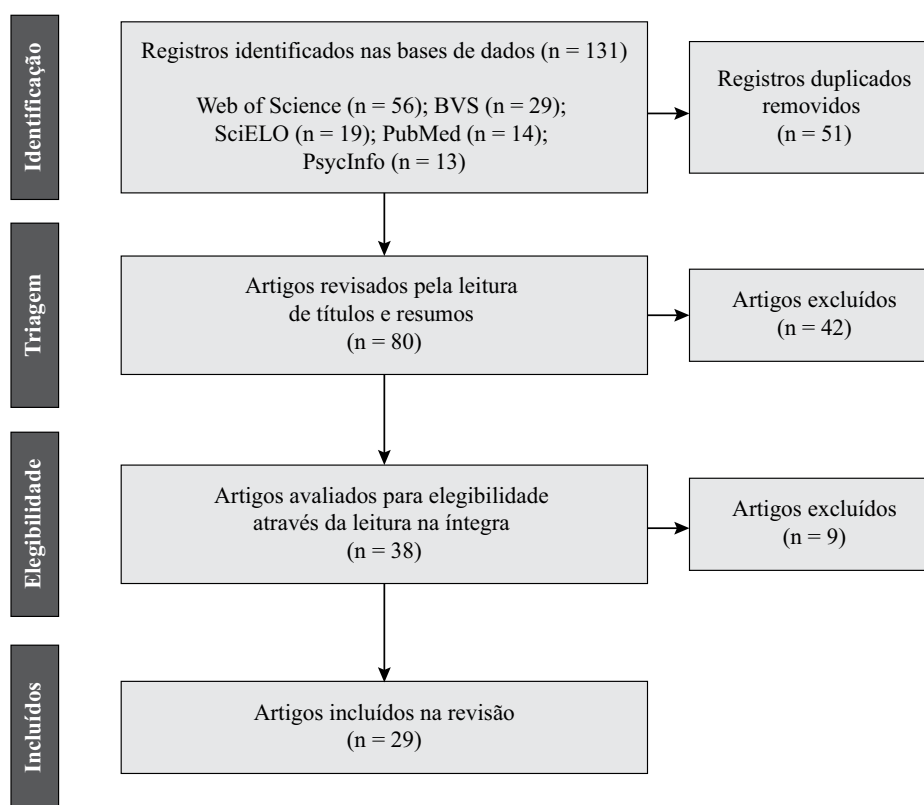 Identificação
Registros identificados nas bases de dados (n = 131)
Web of Science (n = 56); BVS (n = 29);
SciELO (n = 19); PubMed (n = 14);
PsycInfo (n = 13)
Registros duplicados
removidos
(n = 51)
Triagem
Artigos revisados pela leitura
de títulos e resumos
(n = 80)
Artigos excluídos
(n = 42)
Elegibilidade
Artigos avaliados para elegibilidade
através da leitura na íntegra
(n = 38)
Artigos excluídos
(n = 9)
Incluídos
Artigos incluídos na revisão
(n = 29)